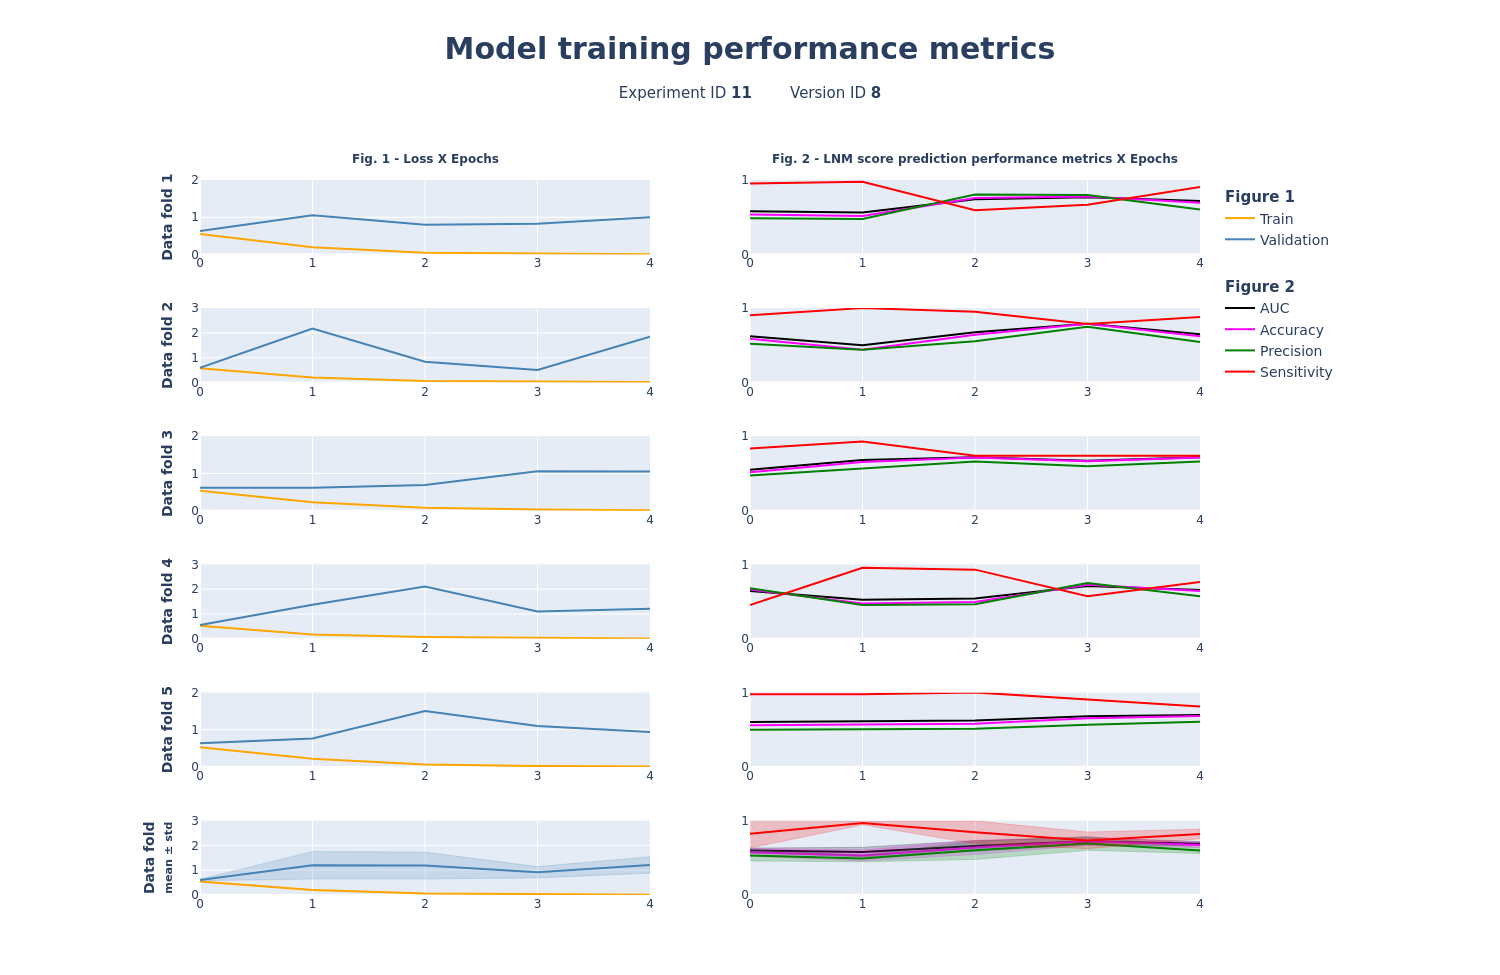 Model training performance metrics
Experiment ID 11 Version ID 8
Fig. 1 - Loss X Epochs
Fig. 2 - LNM score prediction performance metrics X Epochs
Data fold 1
2
1
0
0 1 2 3 4
1
0
0 1 2 3 4
Data fold 2
3
2
1
0
0 1 2 3 4
1
0
0 1 2 3 4
Data fold 3
2
1
0
0 1 2 3 4
1
0
0 1 2 3 4
Data fold 4
3
2
1
0
0 1 2 3 4
1
0
0 1 2 3 4
Data fold 5
2
1
0
0 1 2 3 4
1
0
0 1 2 3 4
Data fold
mean ± std
3
2
1
0
0 1 2 3 4
1
0
0 1 2 3 4
Figure 1
Train
Validation
Figure 2
AUC
Accuracy
Precision
Sensitivity